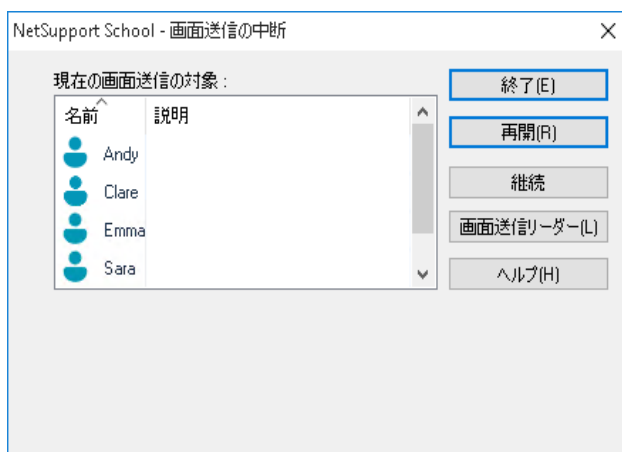 NetSupport School - 画面送信の中断
現在の画面送信の対象 :
名前 説明
Andy
Clare
Emma
Sara
終了(E)
再開(R)
継続
画面送信リーダー(L)
ヘルプ(H)